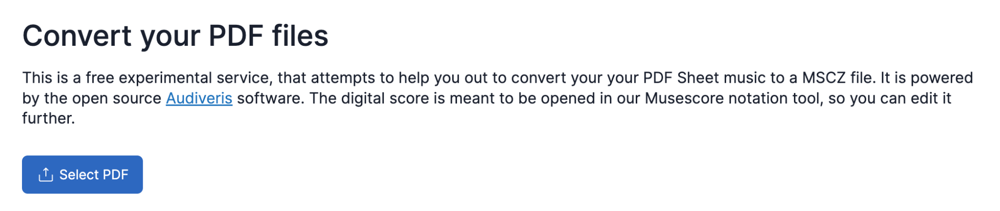 Convert your PDF files
This is a free experimental service, that attempts to help you out to convert your your PDF Sheet music to a MSCZ file. It is powered
by the open source Audiveris software. The digital score is meant to be opened in our Musescore notation tool, so you can edit it
further.
Select PDF